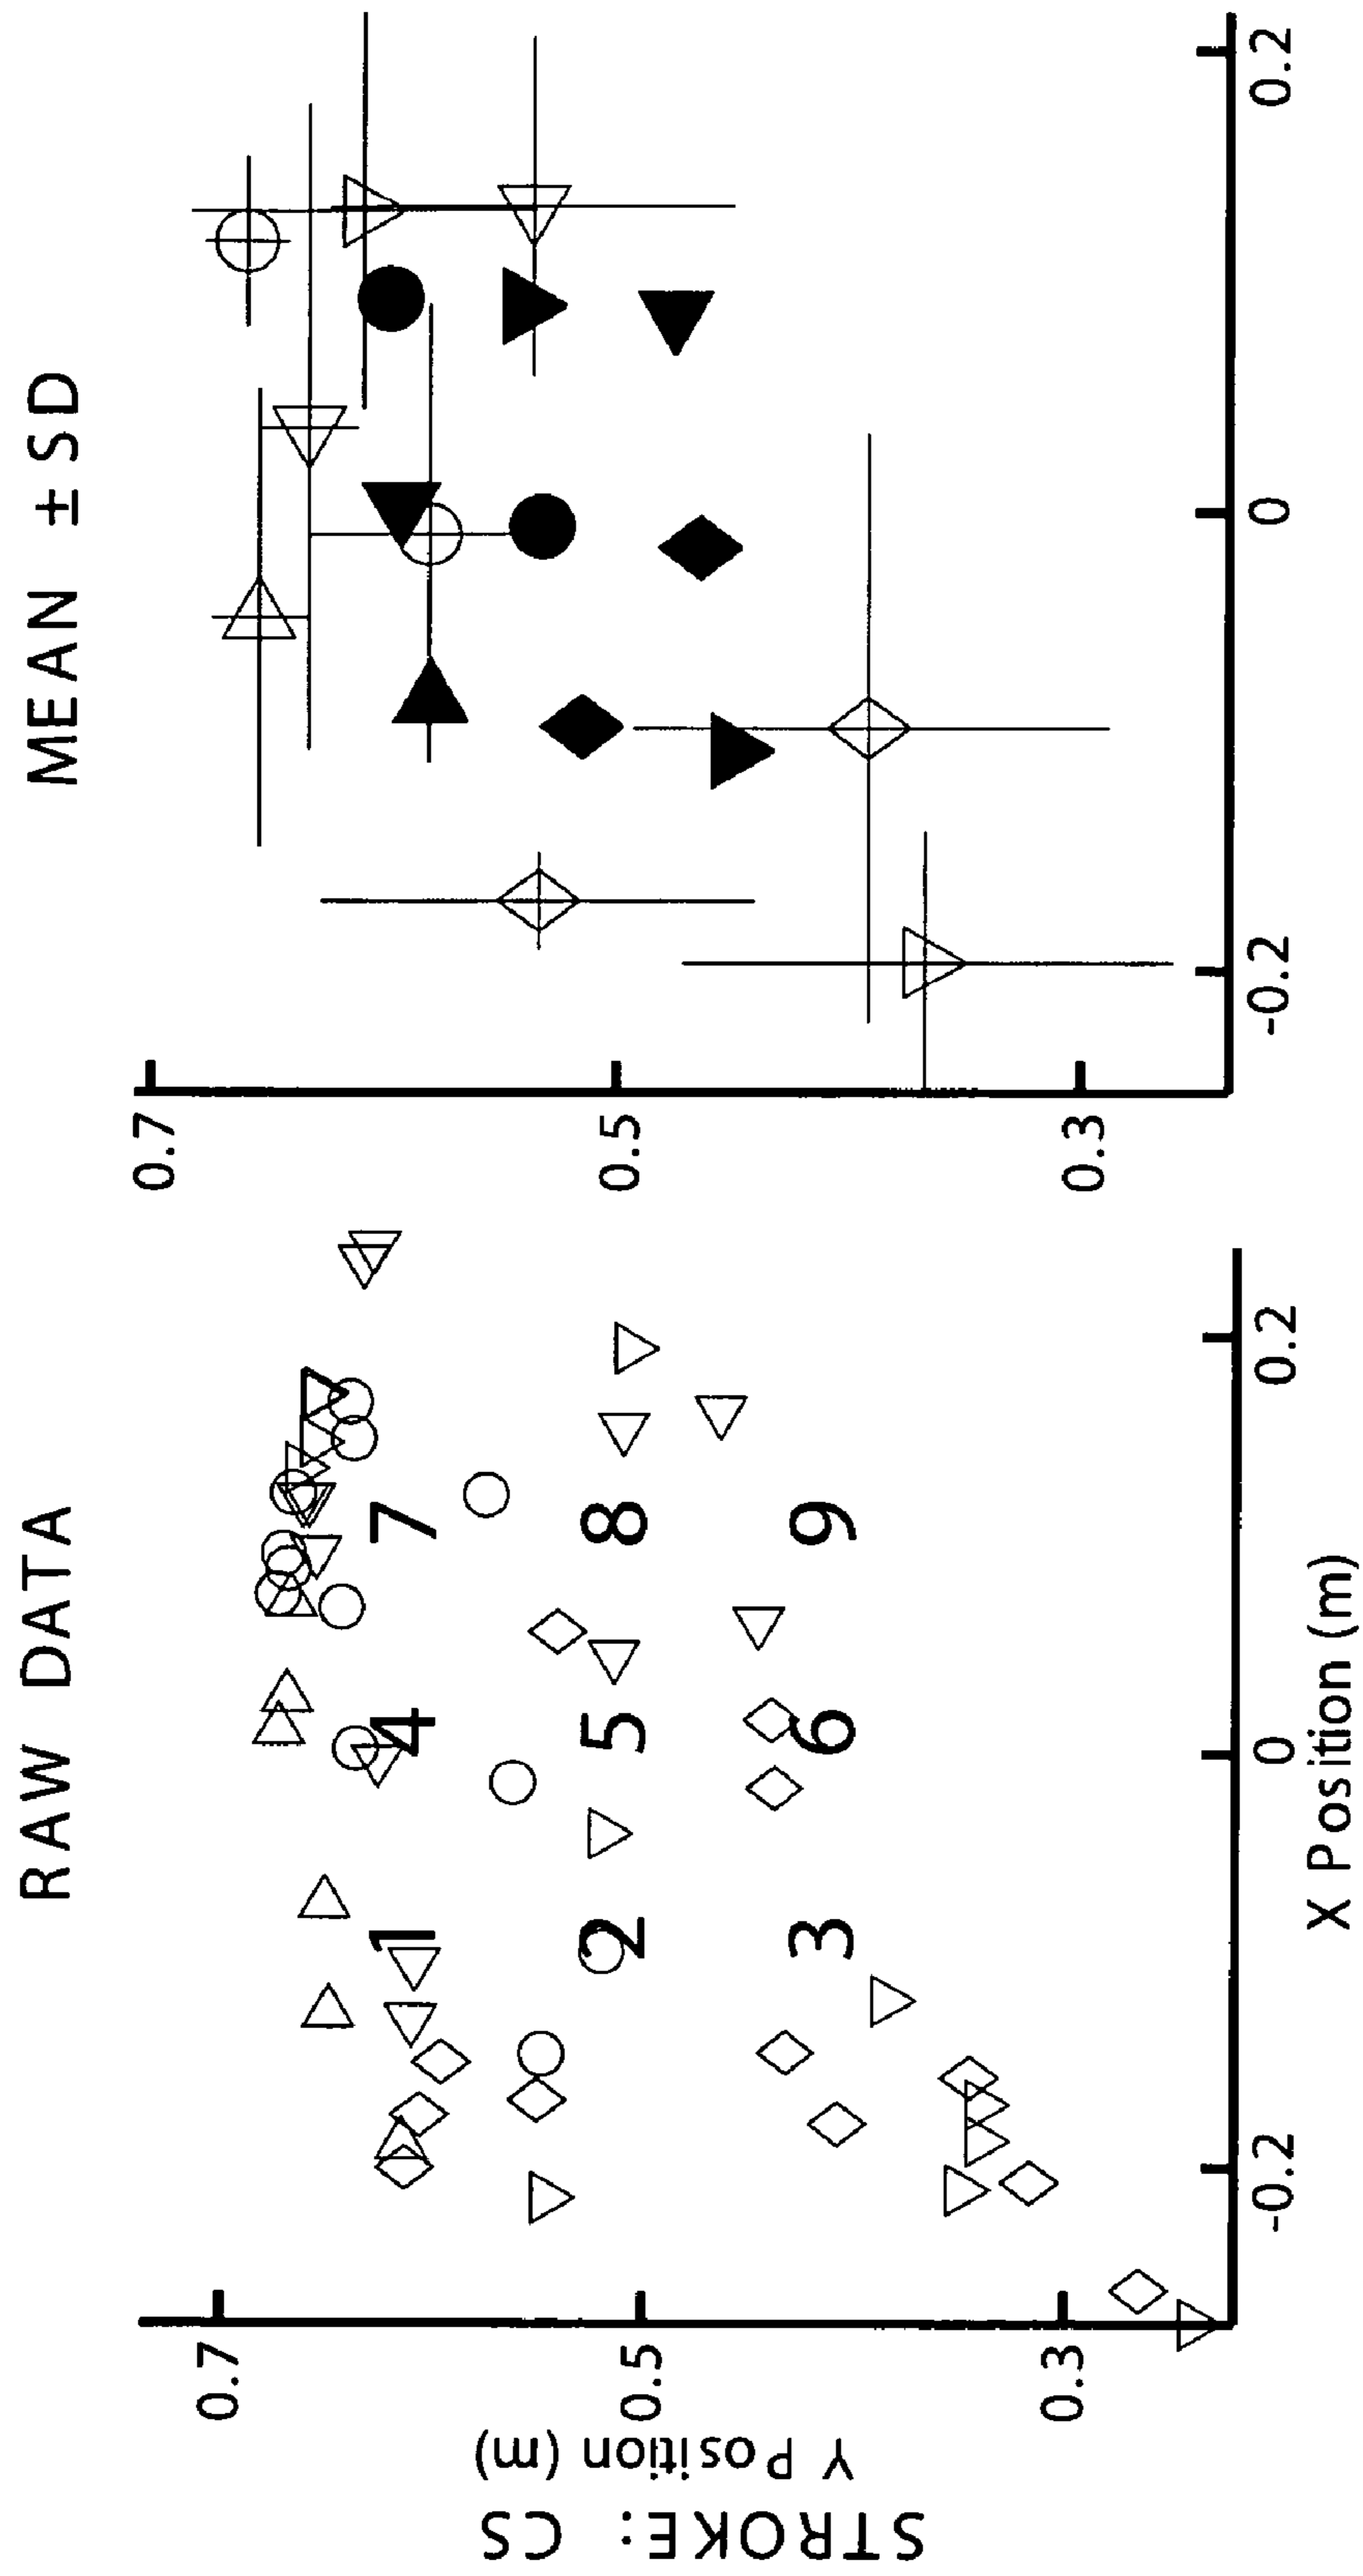 RAW DATA
MEAN ± SD
STROKE: CS
Y Position (m)
0.7
0.5
0.3
1 4 7
2 5 8
3 6 9
-0.2 0 0.2
X Position (m)
0.7
0.5
0.3
-0.2 0 0.2